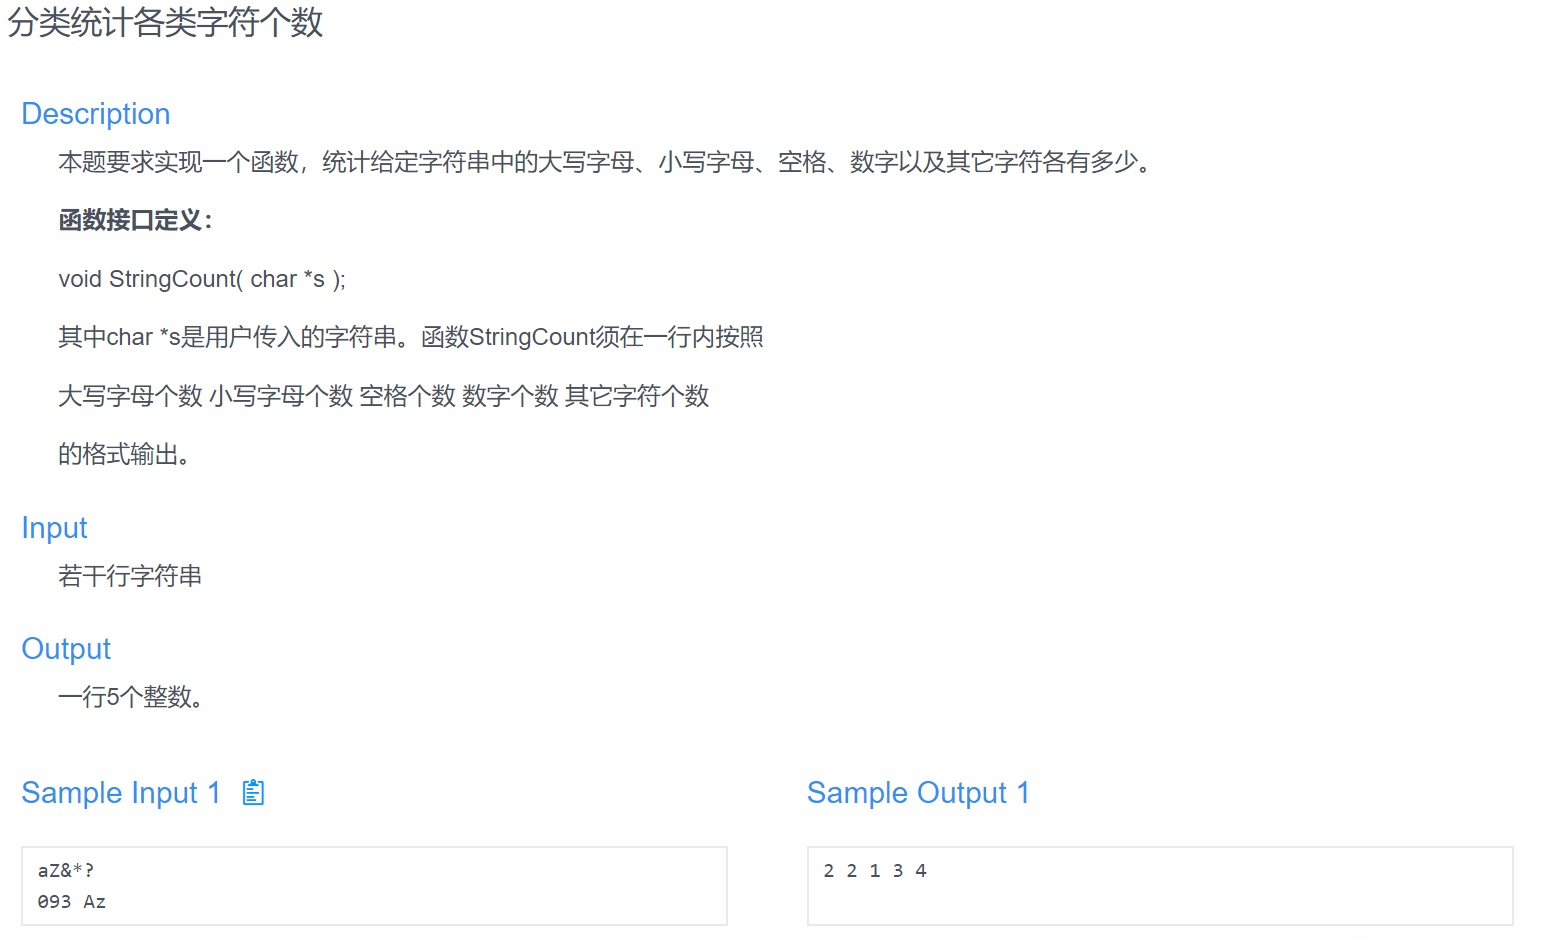 分类统计各类字符个数
Description
本题要求实现一个函数，统计给定字符串中的大写字母、小写字母、空格、数字以及其它字符各有多少。
函数接口定义：
void StringCount( char *s );
其中char *s是用户传入的字符串。函数StringCount须在一行内按照
大写字母个数 小写字母个数 空格个数 数字个数 其它字符个数
的格式输出。
Input
若干行字符串
Output
一行5个整数。
Sample Input 1
Sample Output 1
aZ&*?
093 Az
2 2 1 3 4